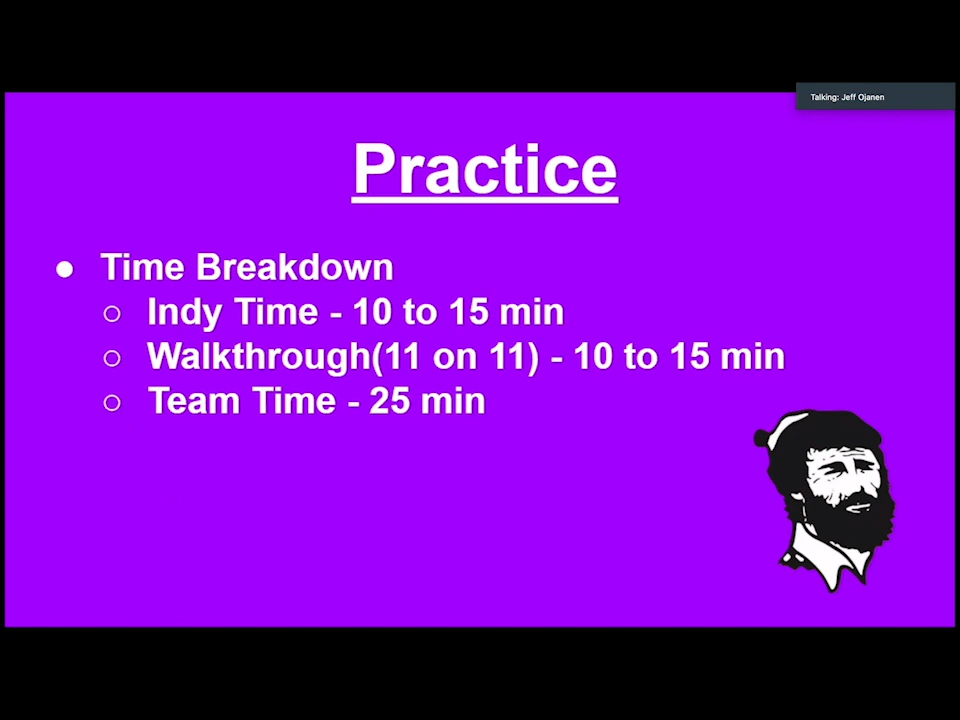 Talking: Jeff Ojanen
Practice
● Time Breakdown
○ Indy Time - 10 to 15 min
○ Walkthrough(11 on 11) - 10 to 15 min
○ Team Time - 25 min